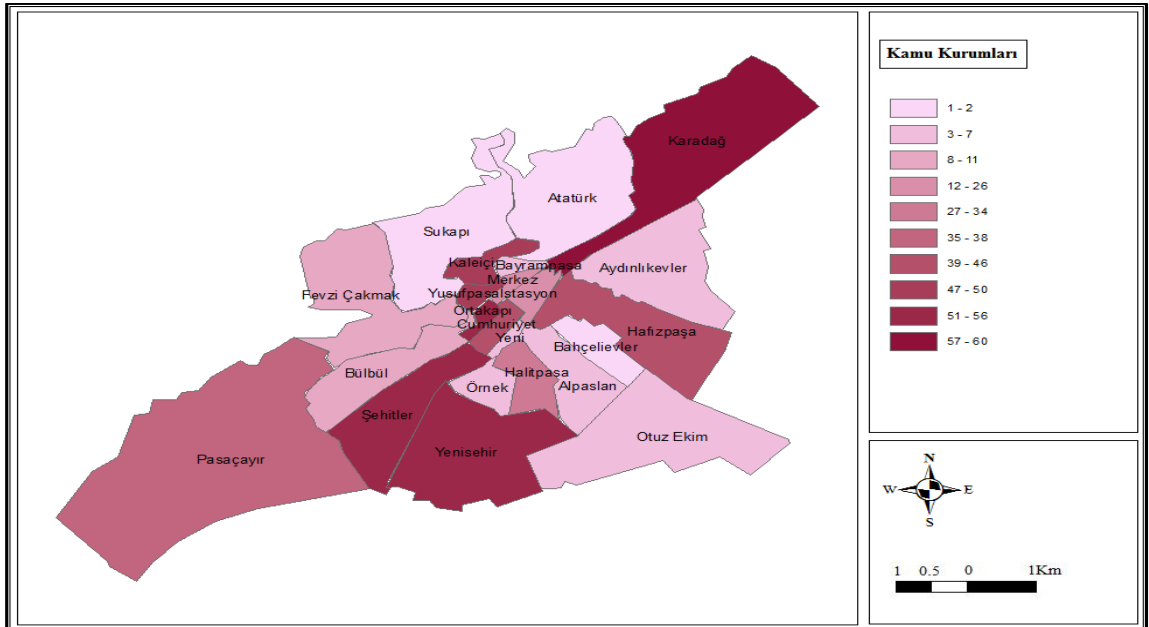 Kamu Kurumları
1 - 2
3 - 7
8 - 11
12 - 26
27 - 34
35 - 38
39 - 46
47 - 50
51 - 56
57 - 60
Karadağ
Atatürk
Sukapı
Kaleiçi
Bayrampaşa
Aydınlıkevler
Merkez
Fevzi Çakmak
Yusufpaşa
İstasyon
Ortakapı
Cumhuriyet
Hafızpaşa
Yeni
Bahçelievler
Bülbül
Halitpaşa
Örnek
Alpaslan
Şehitler
Otuz Ekim
Yenisehir
Pasaçayır
N
W
E
S
1 0.5 0 1Km